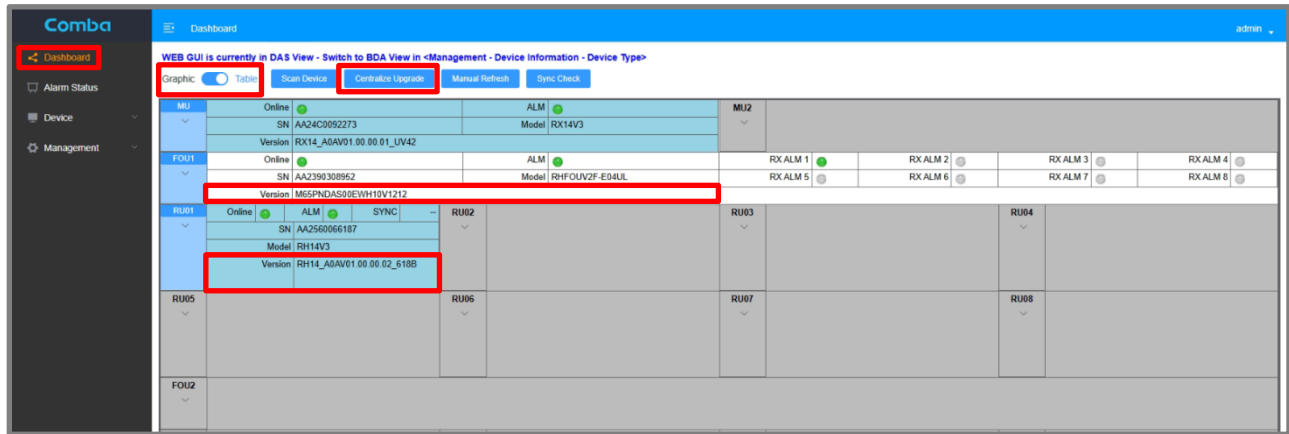 Comba
Dashboard
admin
Dashboard
Alarm Status
Device
Management
WEB GUI is currently in DAS View - Switch to BDA View in <Management - Device Information - Device Type>
Graphic Table Scan Device Centralize Upgrade Manual Refresh Sync Check
MU Online ALM MU2
SN AA24C0092273 Model RX14V3
Version RX14_A0AV01.00.00.01_UV42
FOU1 Online ALM RX ALM 1 RX ALM 2 RX ALM 3 RX ALM 4
SN AA2390308952 Model RHFOUV2F-E04UL RX ALM 5 RX ALM 6 RX ALM 7 RX ALM 8
Version M65PNDAS00EWH10V1212
RU01 Online ALM SYNC -- RU02 RU03 RU04
SN AA2560066187
Model RH14V3
Version RH14_A0AV01.00.00.02_618B
RU05 RU06 RU07 RU08
FOU2